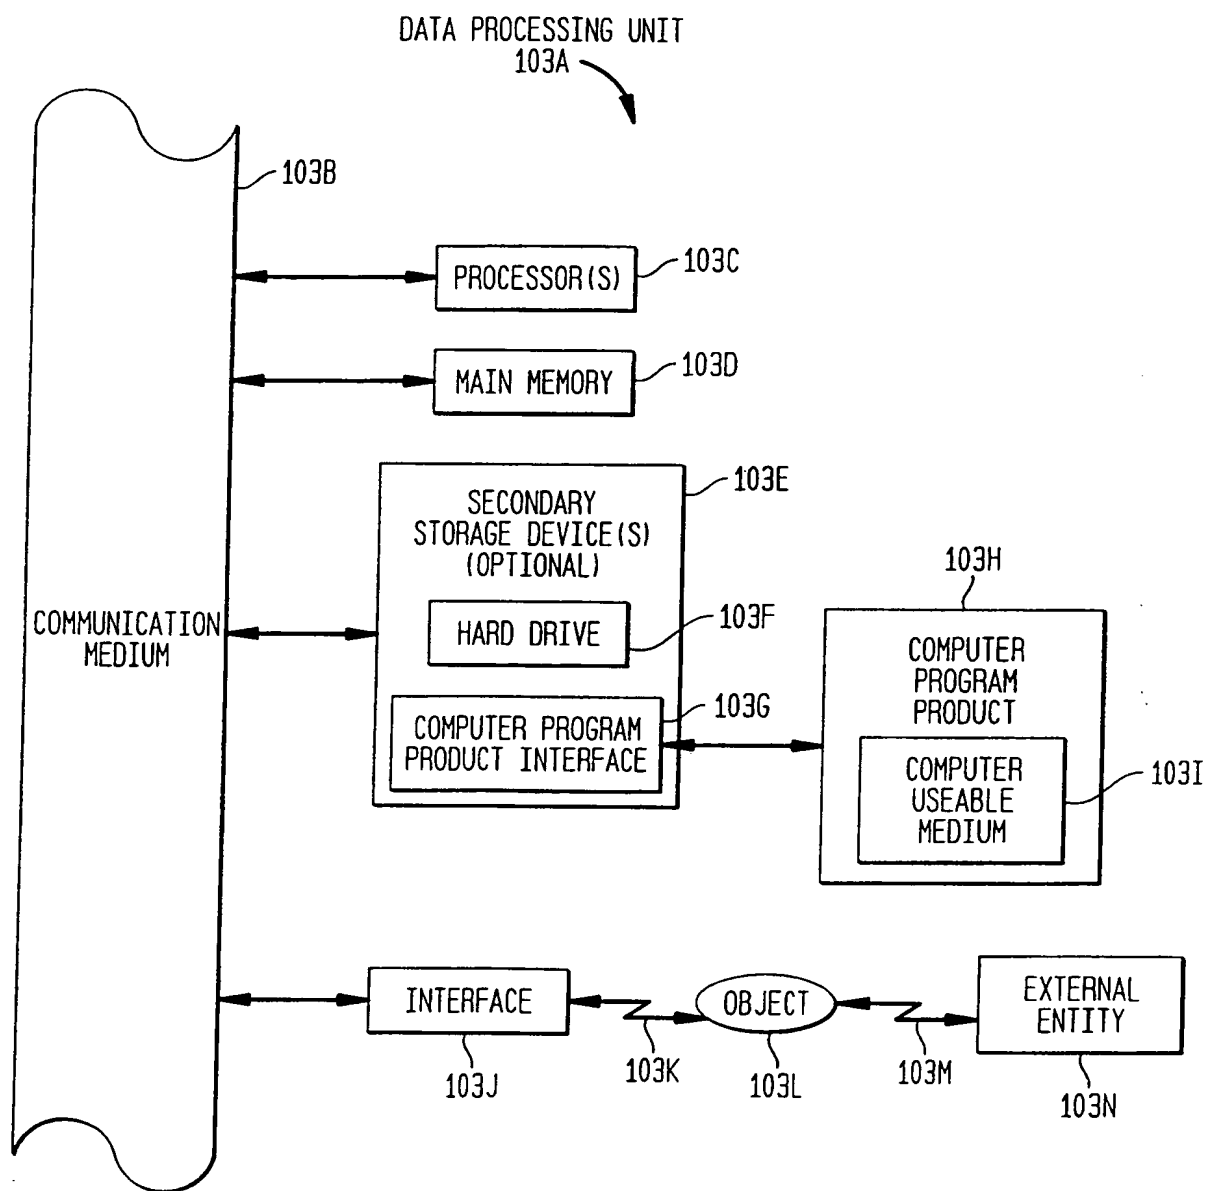 DATA PROCESSING UNIT
103A
103B
PROCESSOR(S)
103C
MAIN MEMORY
103D
SECONDARY
STORAGE DEVICE(S)
(OPTIONAL)
103E
HARD DRIVE
103F
COMPUTER PROGRAM
PRODUCT INTERFACE
103G
COMMUNICATION
MEDIUM
103H
COMPUTER
PROGRAM
PRODUCT
COMPUTER
USEABLE
MEDIUM
103I
INTERFACE
103J
103K
OBJECT
103L
103M
EXTERNAL
ENTITY
103N